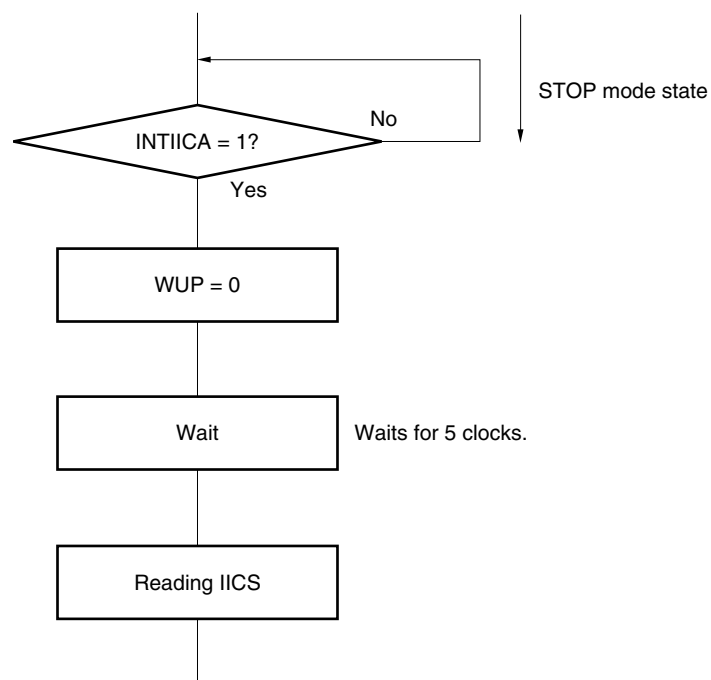 STOP mode state
No
INTIICA = 1?
Yes
WUP = 0
Wait
Waits for 5 clocks.
Reading IICS